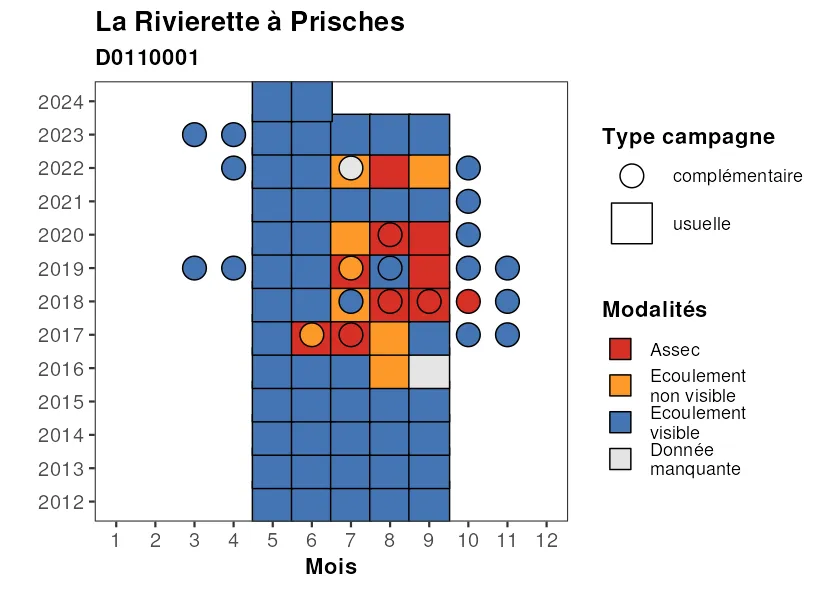 La Rivierette à Prisches
D0110001
2024
2023
2022
2021
2020
2019
2018
2017
2016
2015
2014
2013
2012
1 2 3 4 5 6 7 8 9 10 11 12
Mois
Type campagne
complémentaire
usuelle
Modalités
Assec
Ecoulement
non visible
Ecoulement
visible
Donnée
manquante